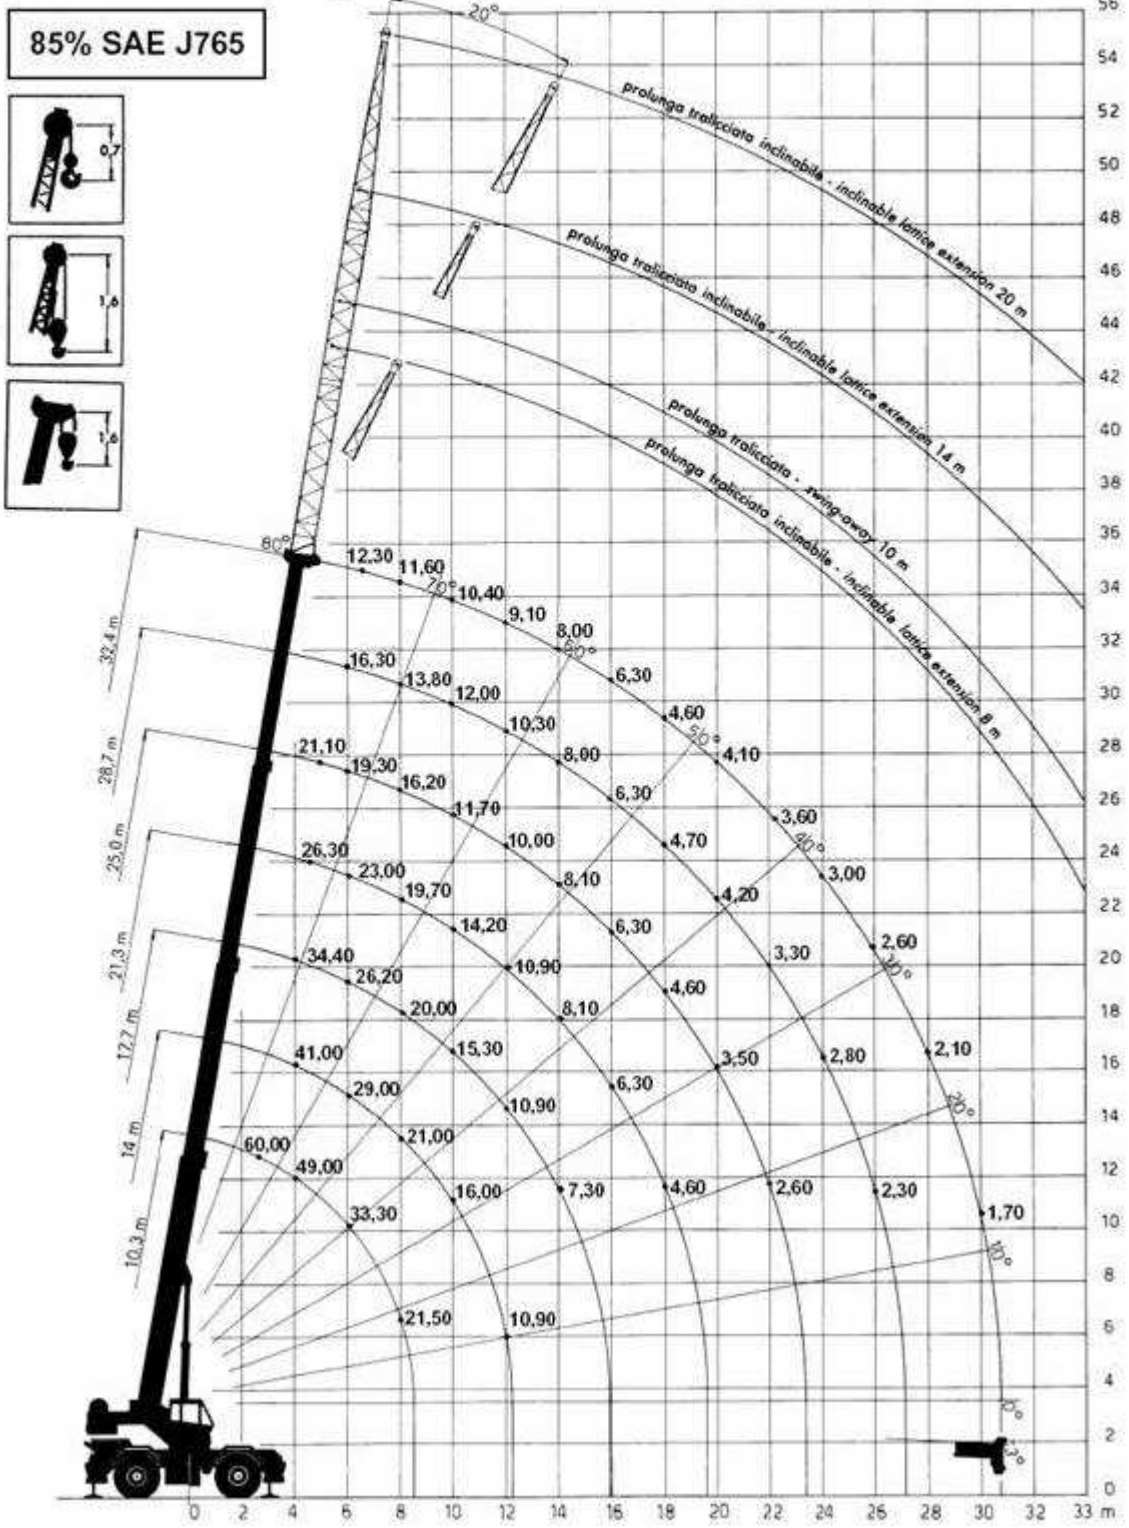 85% SAE J765
20°
56
54
52
50
48
46
44
42
40
38
36
34
32
30
28
26
24
22
20
18
16
14
12
10
8
6
4
2
0
0,7
1,6
1,6
prolunga tralicciata inclinabile - inclinable lattice extension 20 m
prolunga tralicciata inclinabile - inclinable lattice extension 14 m
prolunga tralicciata - swing-away 10 m
prolunga tralicciata inclinabile - inclinable lattice extension 8 m
80°
70°
60°
50°
40°
30°
20°
10°
0°
32,4 m
12,30 11,60 10,40 9,10 8,00 6,30 4,60 4,10 3,60 3,00 2,60 2,10 1,70
28,7 m
16,30 13,80 12,00 10,30 8,00 6,30 4,70 4,20 3,30 2,80 2,30
25,0 m
21,10 19,30 16,20 11,70 10,00 8,10 6,30 4,60 3,50 2,60
21,3 m
26,30 23,00 19,70 14,20 10,90 8,10 6,30 4,60
17,7 m
34,40 26,20 20,00 15,30 10,90 7,30
14 m
41,00 29,00 21,00 16,00 10,90
10,3 m
60,00 49,00 33,30 21,50
0 2 4 6 8 10 12 14 16 18 20 22 24 26 28 30 32 33 m